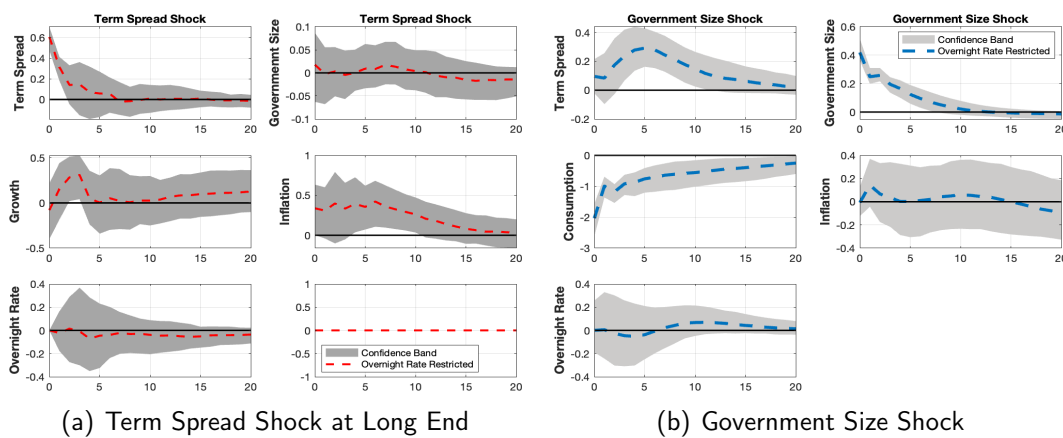 Term Spread Shock
Term Spread
0.6
0.4
0.2
0
0 5 10 15 20
Term Spread Shock
Government Size
0.1
0.05
0
-0.05
-0.1
0 5 10 15 20
Growth
0.5
0
-0.5
0 5 10 15 20
Inflation
1
0.5
0
0 5 10 15 20
Overnight Rate
0.4
0.2
0
-0.2
-0.4
0 5 10 15 20
1
0.5
0
-0.5
-1
Confidence Band
Overnight Rate Restricted
0 5 10 15 20
(a) Term Spread Shock at Long End
Government Size Shock
Term Spread
0.4
0.2
0
-0.2
0 5 10 15 20
Government Size Shock
Government Size
0.6
0.4
0.2
0
Confidence Band
Overnight Rate Restricted
0 5 10 15 20
Consumption
0
-1
-2
-3
0 5 10 15 20
Inflation
0.4
0.2
0
-0.2
-0.4
0 5 10 15 20
Overnight Rate
0.4
0.2
0
-0.2
-0.4
0 5 10 15 20
(b) Government Size Shock